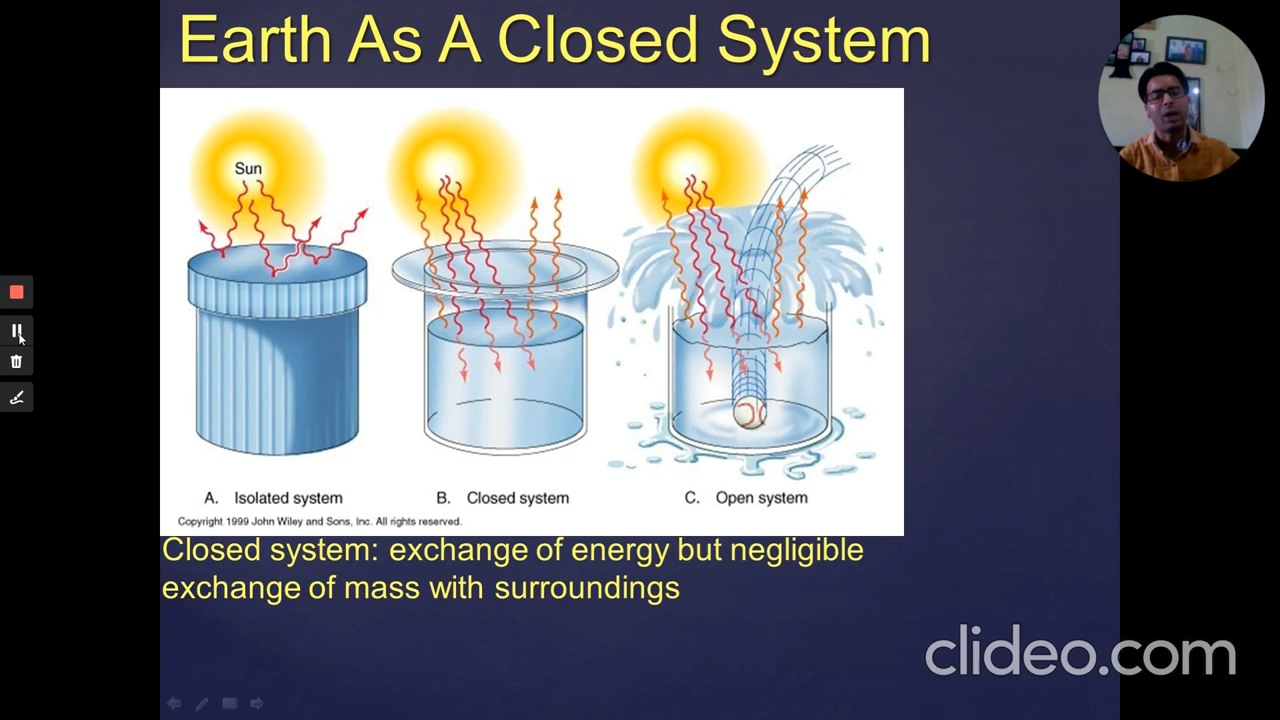 Earth As A Closed System
Sun
A. Isolated system
B. Closed system
C. Open system
Copyright 1999 John Wiley and Sons, Inc. All rights reserved.
Closed system: exchange of energy but negligible
exchange of mass with surroundings
clideo.com